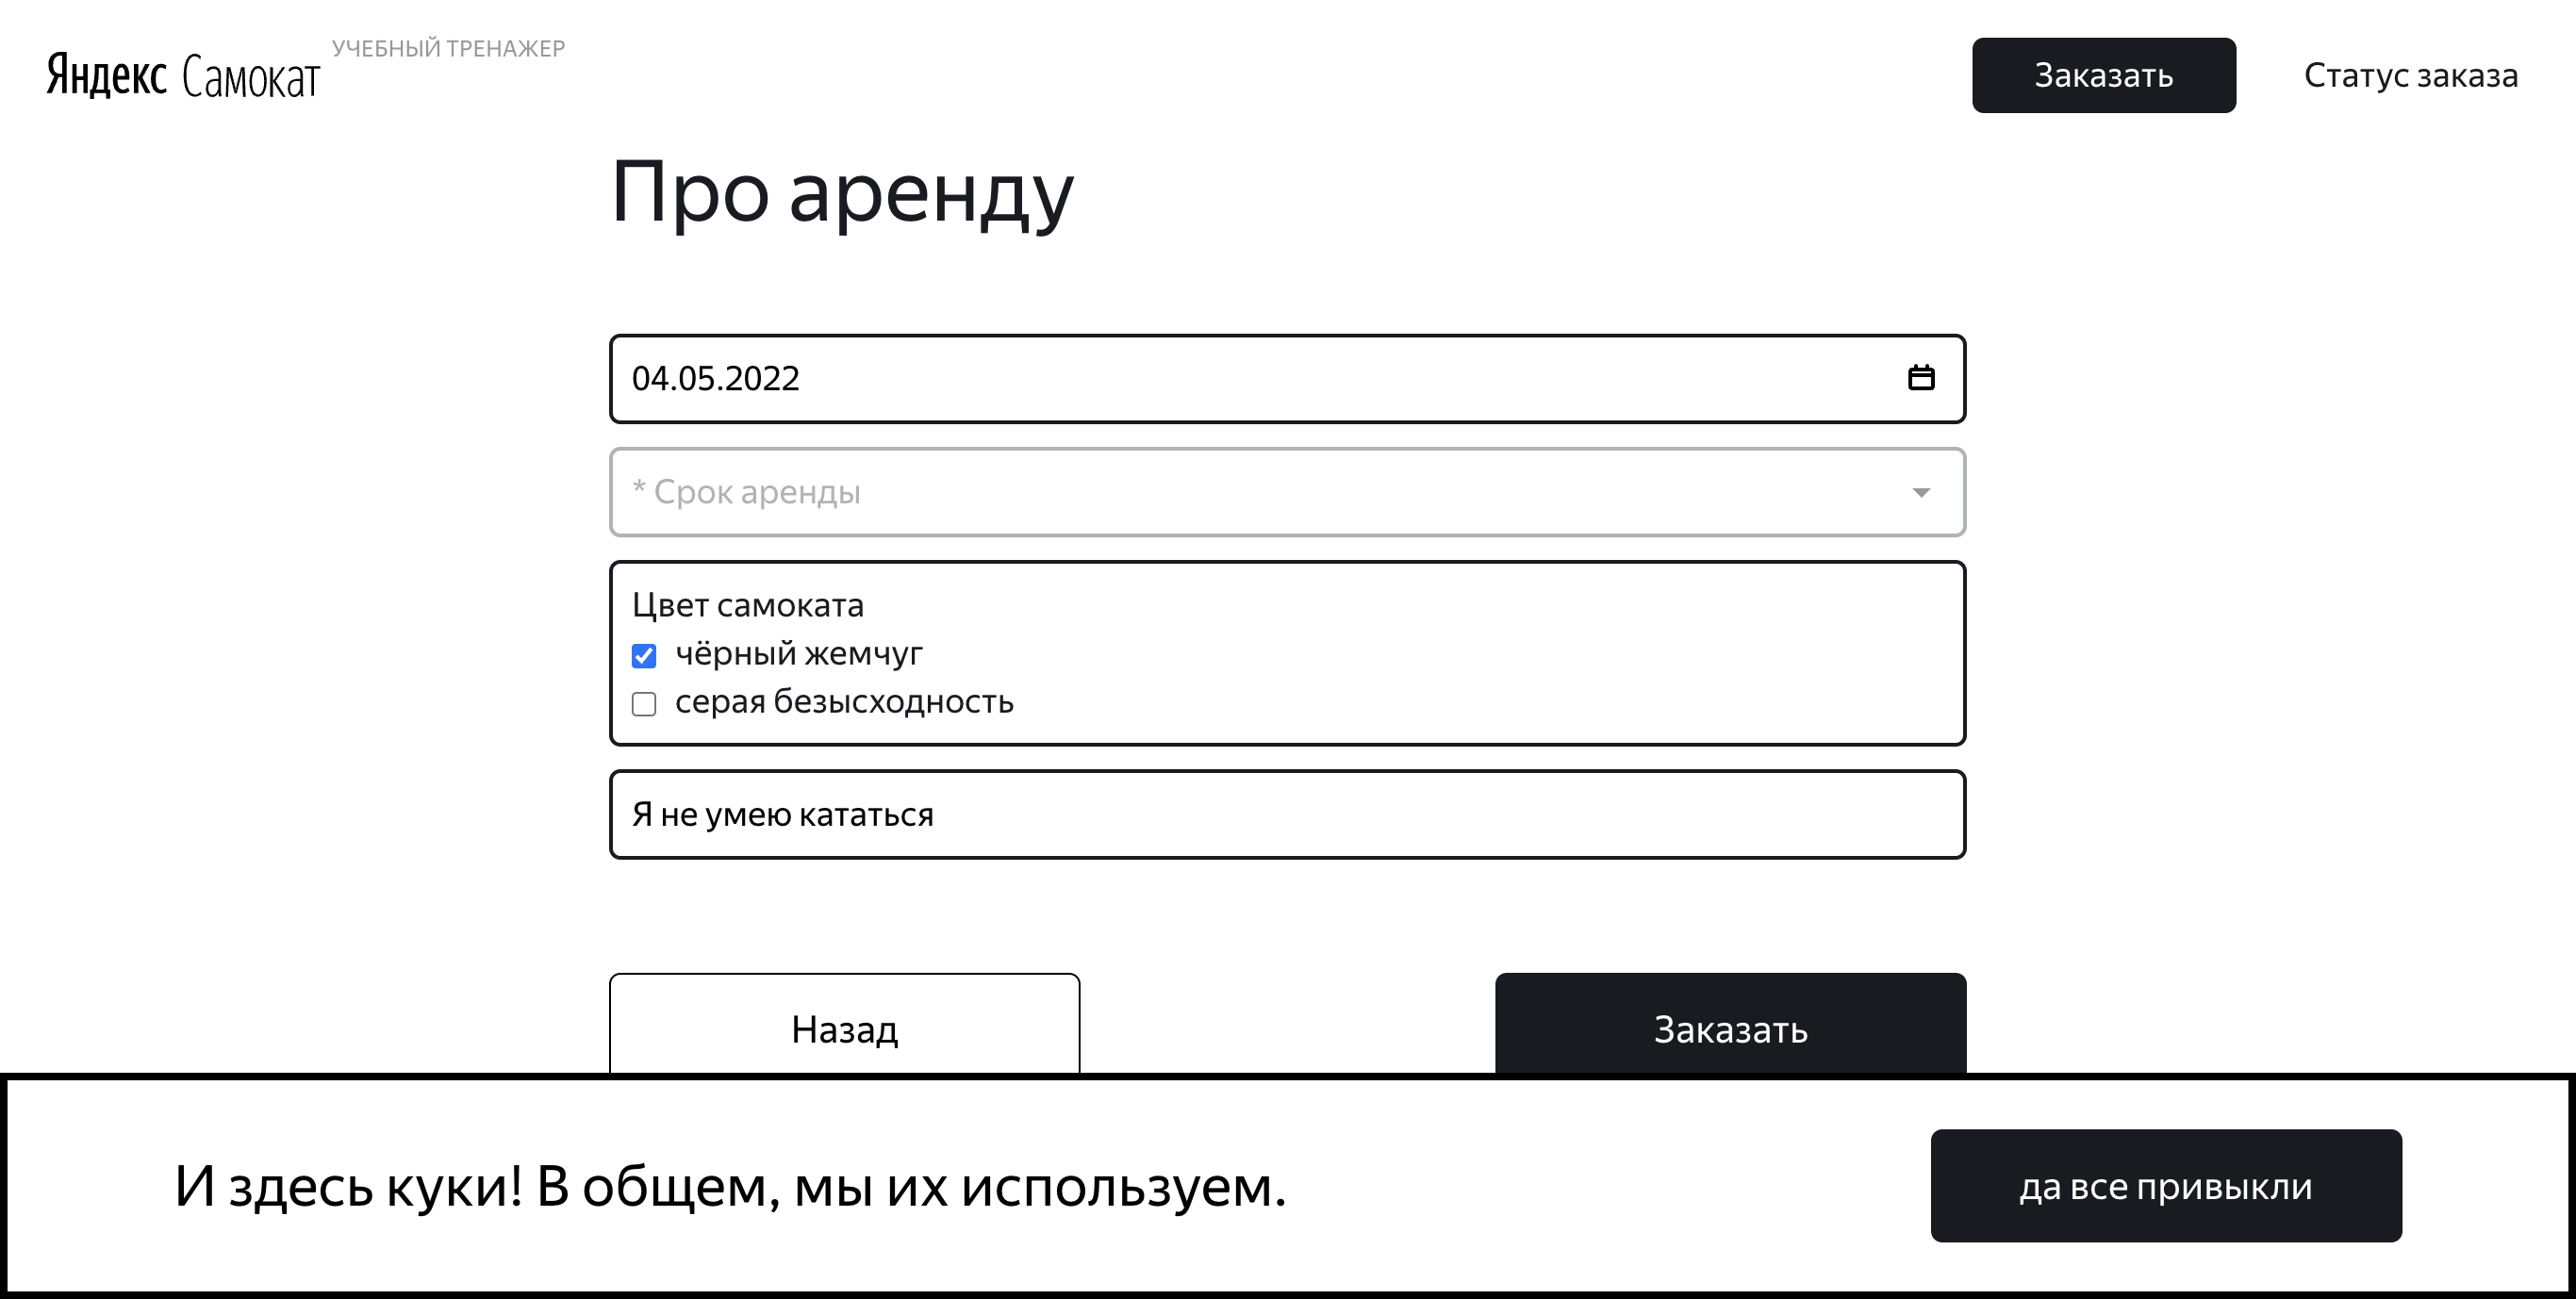 Яндекс Самокат
УЧЕБНЫЙ ТРЕНАЖЕР
Заказать
Статус заказа
Про аренду
04.05.2022
* Срок аренды
Цвет самоката
чёрный жемчуг
серая безысходность
Я не умею кататься
Назад
Заказать
И здесь куки! В общем, мы их используем.
да все привыкли